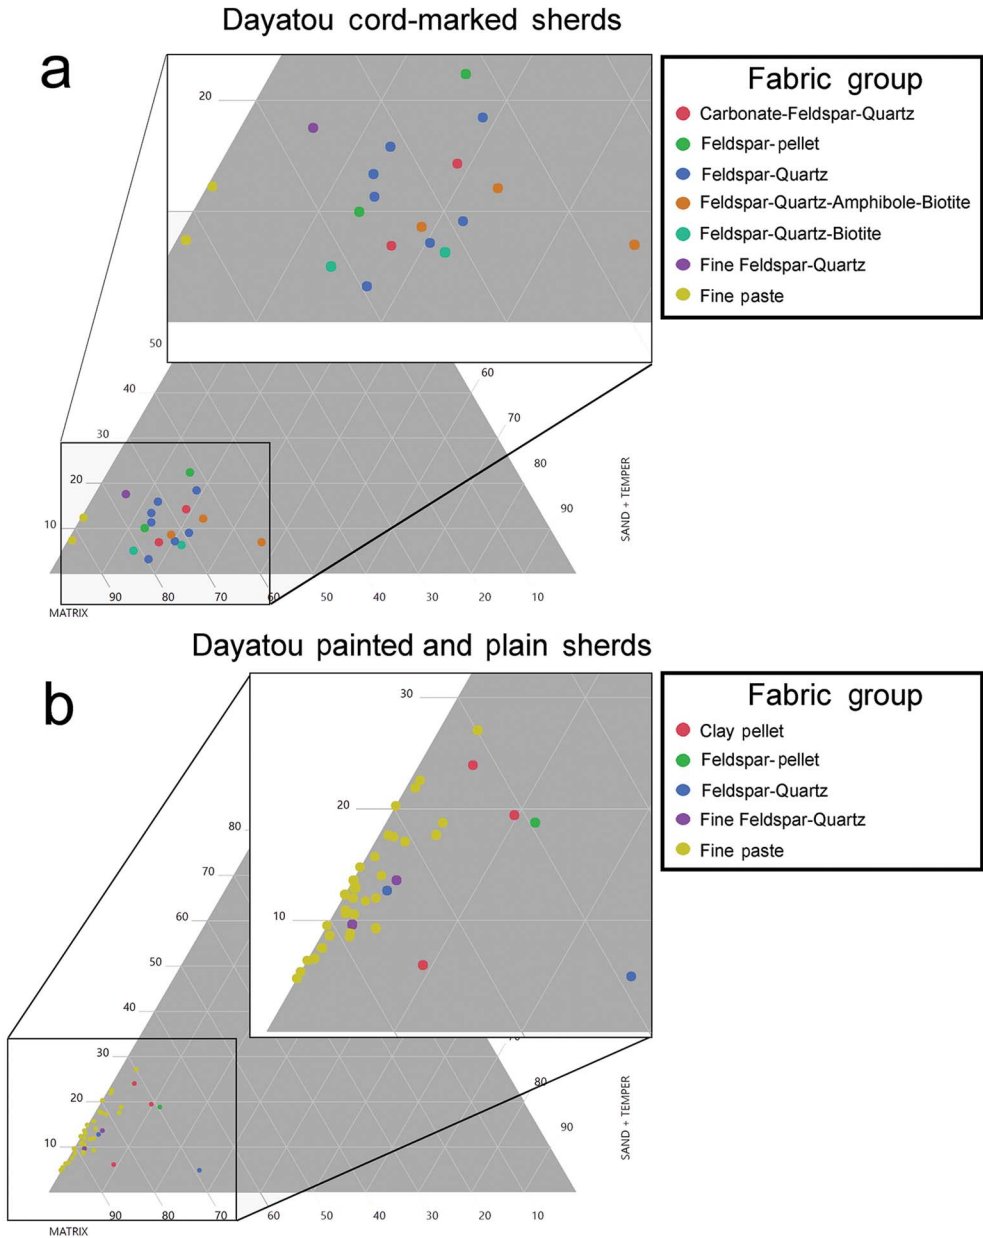 Dayatou cord-marked sherds
a
20
Fabric group
Carbonate-Feldspar-Quartz
Feldspar-pellet
Feldspar-Quartz
Feldspar-Quartz-Amphibole-Biotite
Feldspar-Quartz-Biotite
Fine Feldspar-Quartz
Fine paste
50
40
30
20
10
60
70
80
90
SAND + TEMPER
90 80 70 60 50 40 30 20 10
MATRIX
Dayatou painted and plain sherds
b
30
20
10
Fabric group
Clay pellet
Feldspar-pellet
Feldspar-Quartz
Fine Feldspar-Quartz
Fine paste
80
70
60
50
40
30
20
10
80
90
SAND + TEMPER
90 80 70 60 50 40 30 20 10
MATRIX